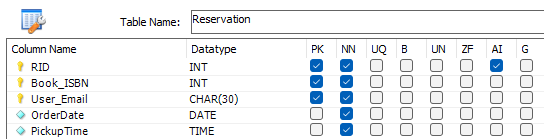 Table Name: Reservation
Column Name Datatype PK NN UQ B UN ZF AI G
RID INT
Book_ISBN INT
User_Email CHAR(30)
OrderDate DATE
PickupTime TIME